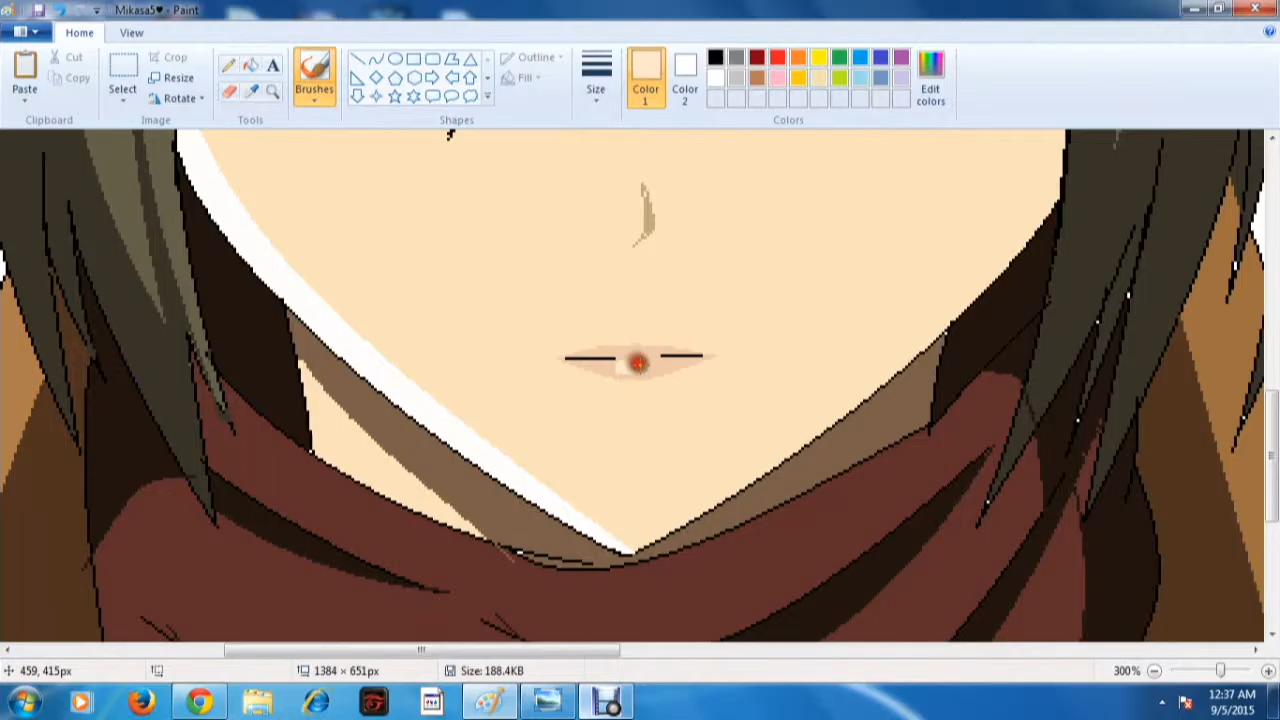 Mikasa5♥ - Paint
Home View
Paste
Cut
Copy
Clipboard
Select
Crop
Resize
Rotate
Image
A
Tools
Brushes
Outline
Fill
Shapes
Size
Color 1
Color 2
Edit colors
Colors
459, 415px
1384 × 651px
Size: 188.4KB
300%
12:37 AM
9/5/2015